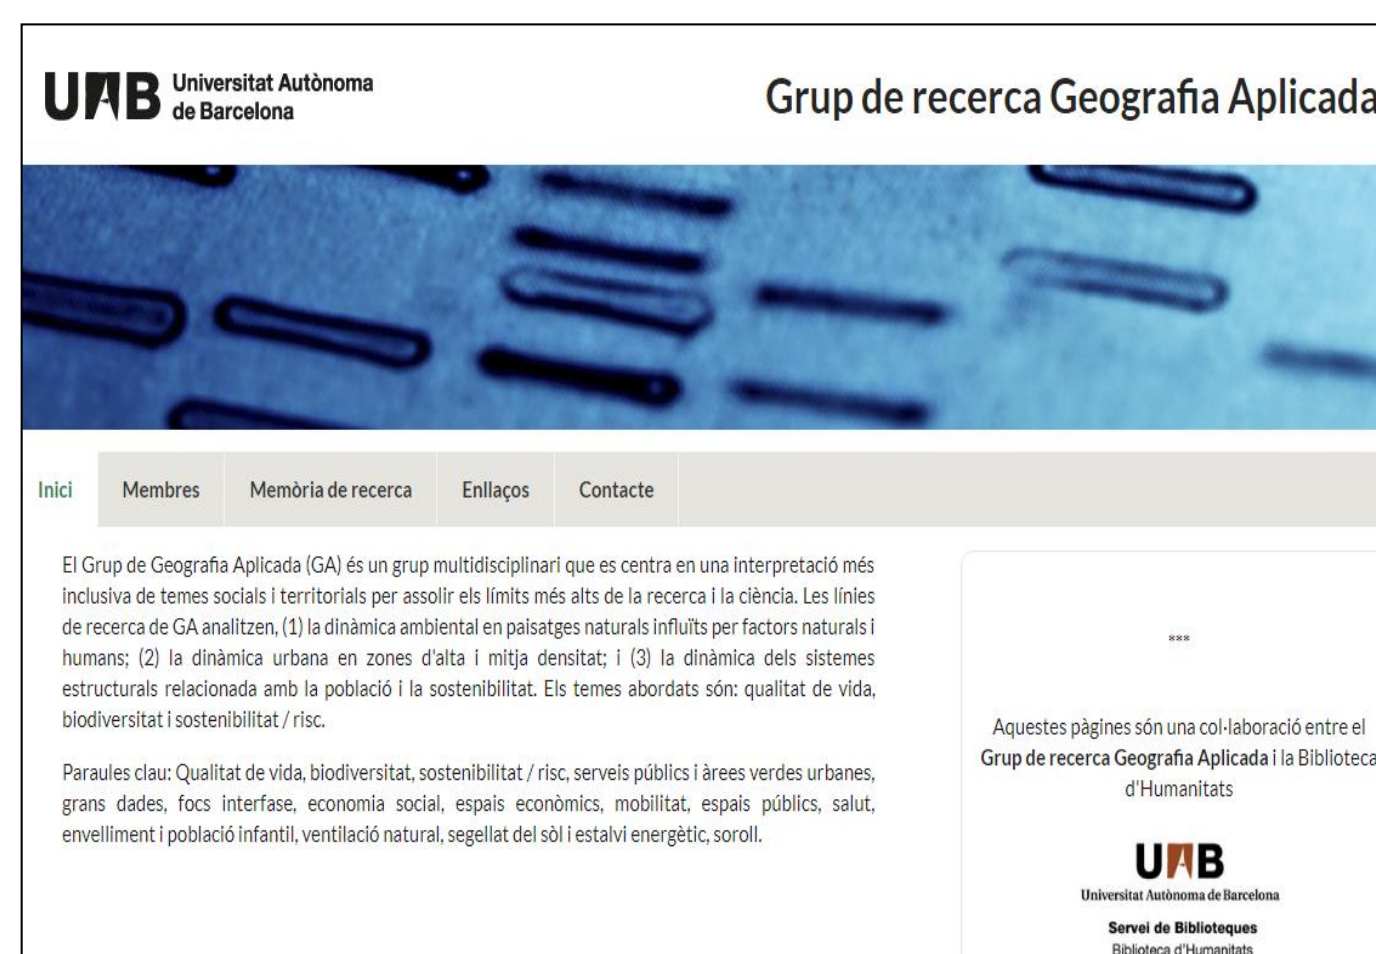 UAB Universitat Autònoma
de Barcelona
Grup de recerca Geografia Aplicada
Inici Membres Memòria de recerca Enllaços Contacte
El Grup de Geografia Aplicada (GA) és un grup multidisciplinari que es centra en una interpretació més
inclusiva de temes socials i territorials per assolir els límits més alts de la recerca i la ciència. Les línies
de recerca de GA analitzen, (1) la dinàmica ambiental en paisatges naturals influïts per factors naturals i
humans; (2) la dinàmica urbana en zones d'alta i mitja densitat; i (3) la dinàmica dels sistemes
estructurals relacionada amb la població i la sostenibilitat. Els temes abordats són: qualitat de vida,
biodiversitat i sostenibilitat / risc.
Paraules clau: Qualitat de vida, biodiversitat, sostenibilitat / risc, serveis públics i àrees verdes urbanes,
grans dades, focs interfase, economia social, espais econòmics, mobilitat, espais públics, salut,
envelliment i població infantil, ventilació natural, segellat del sòl i estalvi energètic, soroll.
***
Aquestes pàgines són una col·laboració entre el
Grup de recerca Geografia Aplicada i la Biblioteca
d'Humanitats
UAB
Universitat Autònoma de Barcelona
Servei de Biblioteques
Biblioteca d'Humanitats